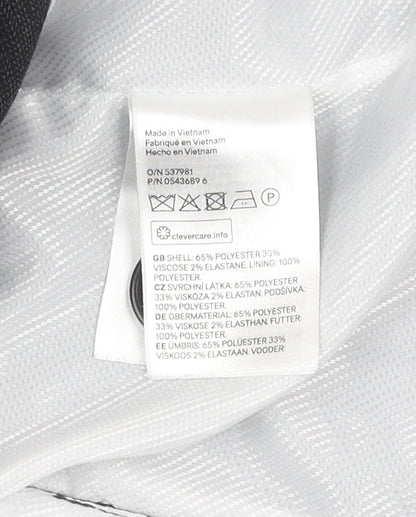 Made in Vietnam
Fabriqué en Vietnam
Hecho en Vietnam
O/N 537981
P/N 0543689 6
P
clevercare.info
GB SHELL: 65% POLYESTER 33%
VISCOSE 2% ELASTANE. LINING: 100%
POLYESTER.
CZ SVRCHNÍ LÁTKA: 65% POLYESTER
33% VISKÓZA 2% ELASTAN. PODŠÍVKA:
100% POLYESTER.
DE OBERMATERIAL: 65% POLYESTER
33% VISKOSE 2% ELASTHAN. FUTTER:
100% POLYESTER.
EE ÜMBRIS: 65% POLÜESTER 33%
VISKOOS 2% ELASTAAN. VOODER: